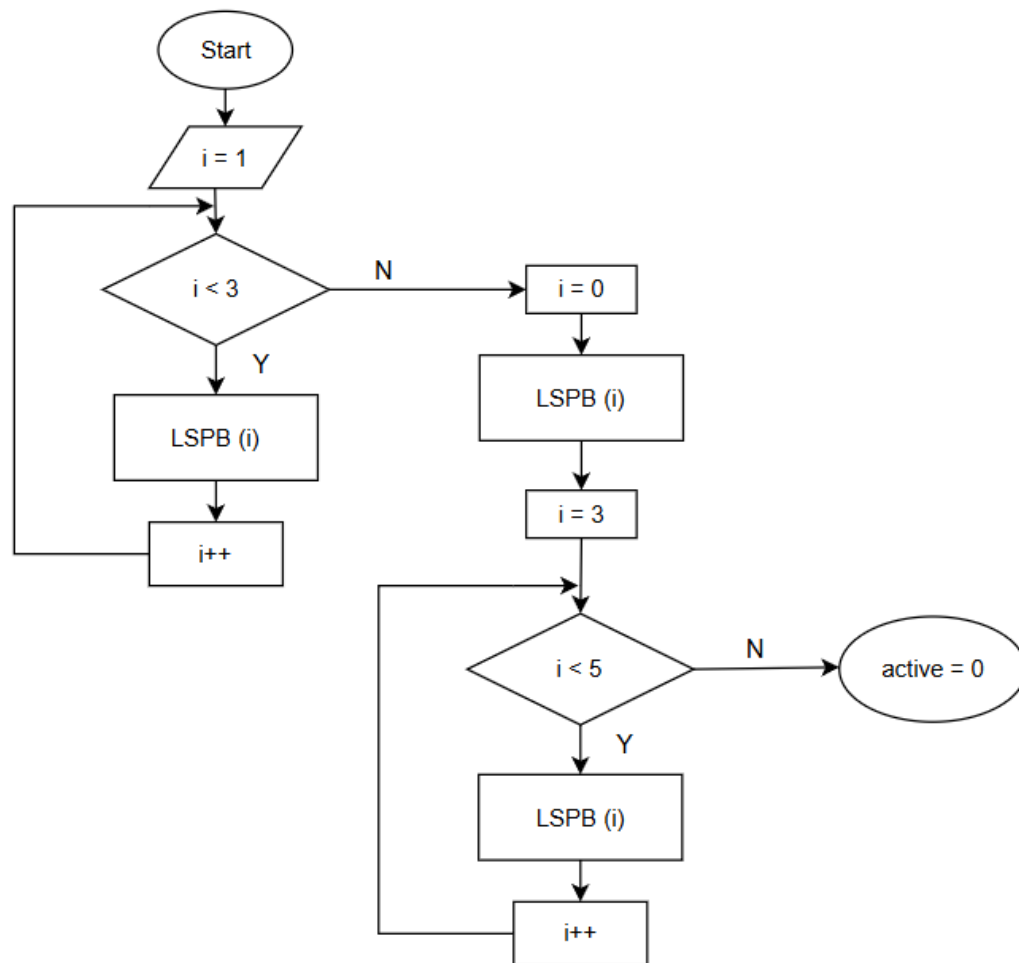 Start
i = 1
i < 3
N
Y
LSPB (i)
i++
i = 0
LSPB (i)
i = 3
i < 5
N
active = 0
Y
LSPB (i)
i++